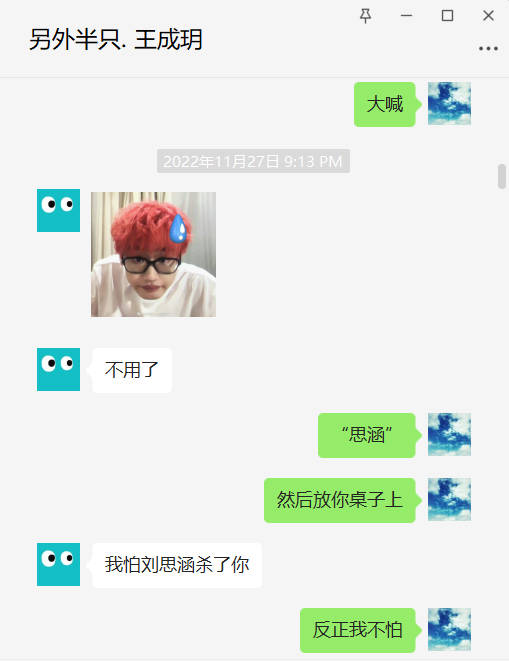 另外半只. 王成玥
大喊
2022年11月27日 9:13 PM
不用了
“思涵”
然后放你桌子上
我怕刘思涵杀了你
反正我不怕